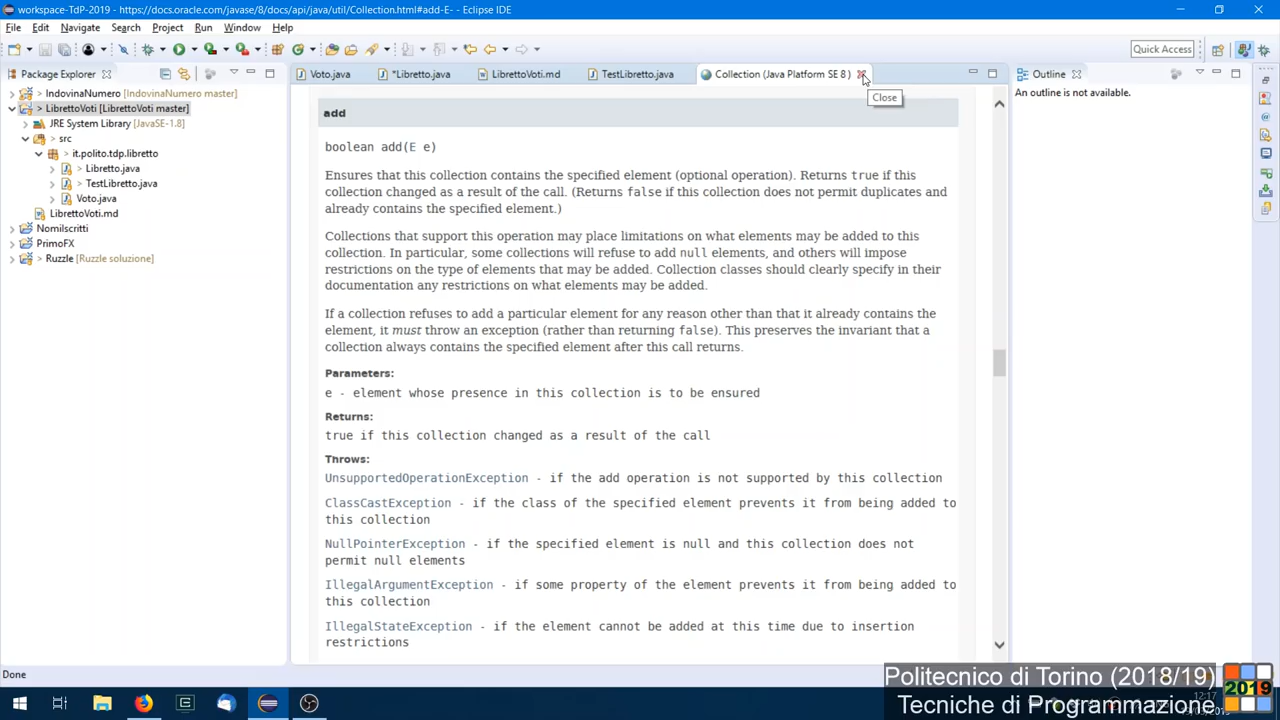 workspace-TdP-2019 - https://docs.oracle.com/javase/8/docs/api/java/util/Collection.html#add-E- - Eclipse IDE
File Edit Navigate Search Project Run Window Help
Quick Access
Package Explorer
Voto.java
*Libretto.java
LibrettoVoti.md
TestLibretto.java
Collection (Java Platform SE 8 )
Outline
Close
An outline is not available.
> IndovinaNumero [IndovinaNumero master]
> LibrettoVoti [LibrettoVoti master]
JRE System Library [JavaSE-1.8]
> src
> it.polito.tdp.libretto
> Libretto.java
> TestLibretto.java
> Voto.java
LibrettoVoti.md
NomiIscritti
PrimoFX
> Ruzzle [Ruzzle soluzione]
add
boolean add(E e)
Ensures that this collection contains the specified element (optional operation). Returns true if this
collection changed as a result of the call. (Returns false if this collection does not permit duplicates and
already contains the specified element.)
Collections that support this operation may place limitations on what elements may be added to this
collection. In particular, some collections will refuse to add null elements, and others will impose
restrictions on the type of elements that may be added. Collection classes should clearly specify in their
documentation any restrictions on what elements may be added.
If a collection refuses to add a particular element for any reason other than that it already contains the
element, it must throw an exception (rather than returning false). This preserves the invariant that a
collection always contains the specified element after this call returns.
Parameters:
e - element whose presence in this collection is to be ensured
Returns:
true if this collection changed as a result of the call
Throws:
UnsupportedOperationException - if the add operation is not supported by this collection
ClassCastException - if the class of the specified element prevents it from being added to
this collection
NullPointerException - if the specified element is null and this collection does not
permit null elements
IllegalArgumentException - if some property of the element prevents it from being added to
this collection
IllegalStateException - if the element cannot be added at this time due to insertion
restrictions
Done
Politecnico di Torino (2018/19)
Tecniche di Programmazione
2019
12:17